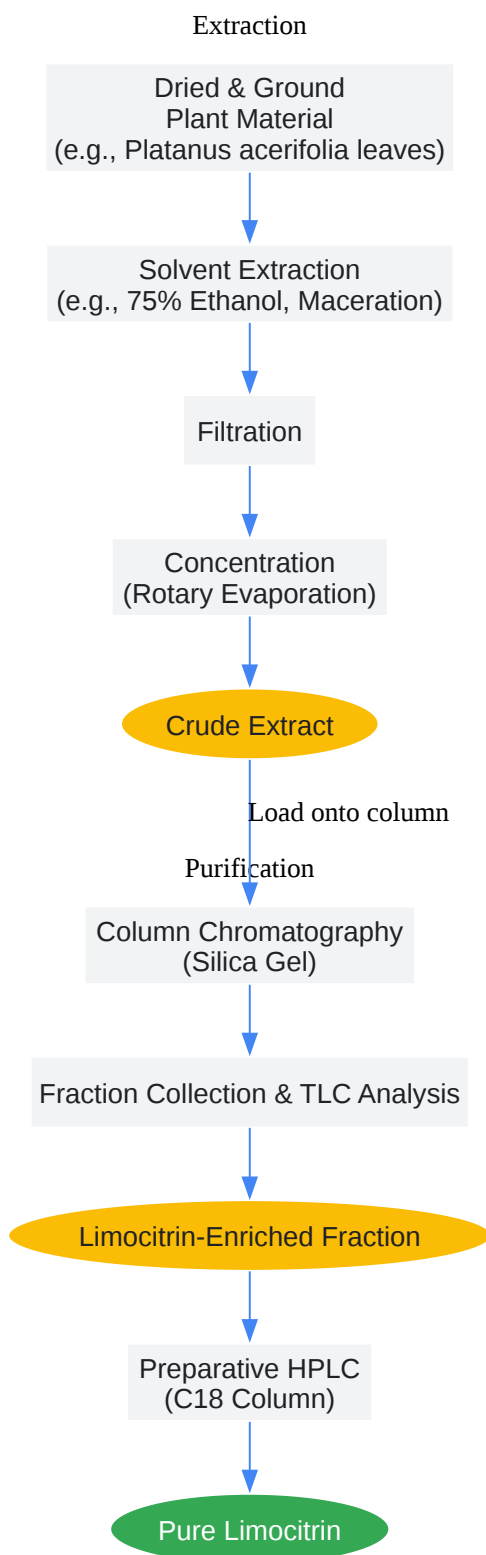 Extraction
Dried & Ground
Plant Material
(e.g., Platanus acerifolia leaves)
Solvent Extraction
(e.g., 75% Ethanol, Maceration)
Filtration
Concentration
(Rotary Evaporation)
Crude Extract
Load onto column
Purification
Column Chromatography
(Silica Gel)
Fraction Collection & TLC Analysis
Limocitrin-Enriched Fraction
Preparative HPLC
(C18 Column)
Pure Limocitrin